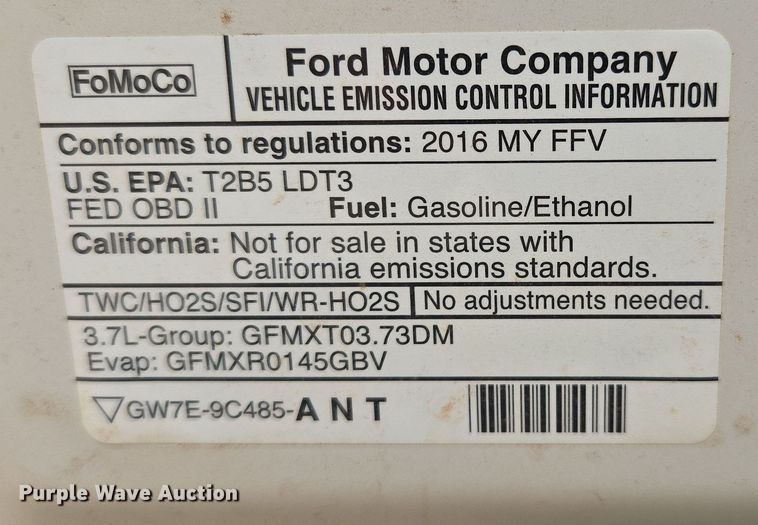 FoMoCo
Ford Motor Company
VEHICLE EMISSION CONTROL INFORMATION
Conforms to regulations: 2016 MY FFV
U.S. EPA: T2B5 LDT3
FED OBD II Fuel: Gasoline/Ethanol
California: Not for sale in states with
California emissions standards.
TWC/HO2S/SFI/WR-HO2S No adjustments needed.
3.7L-Group: GFMXT03.73DM
Evap: GFMXR0145GBV
▽GW7E-9C485-A N T
Purple Wave Auction